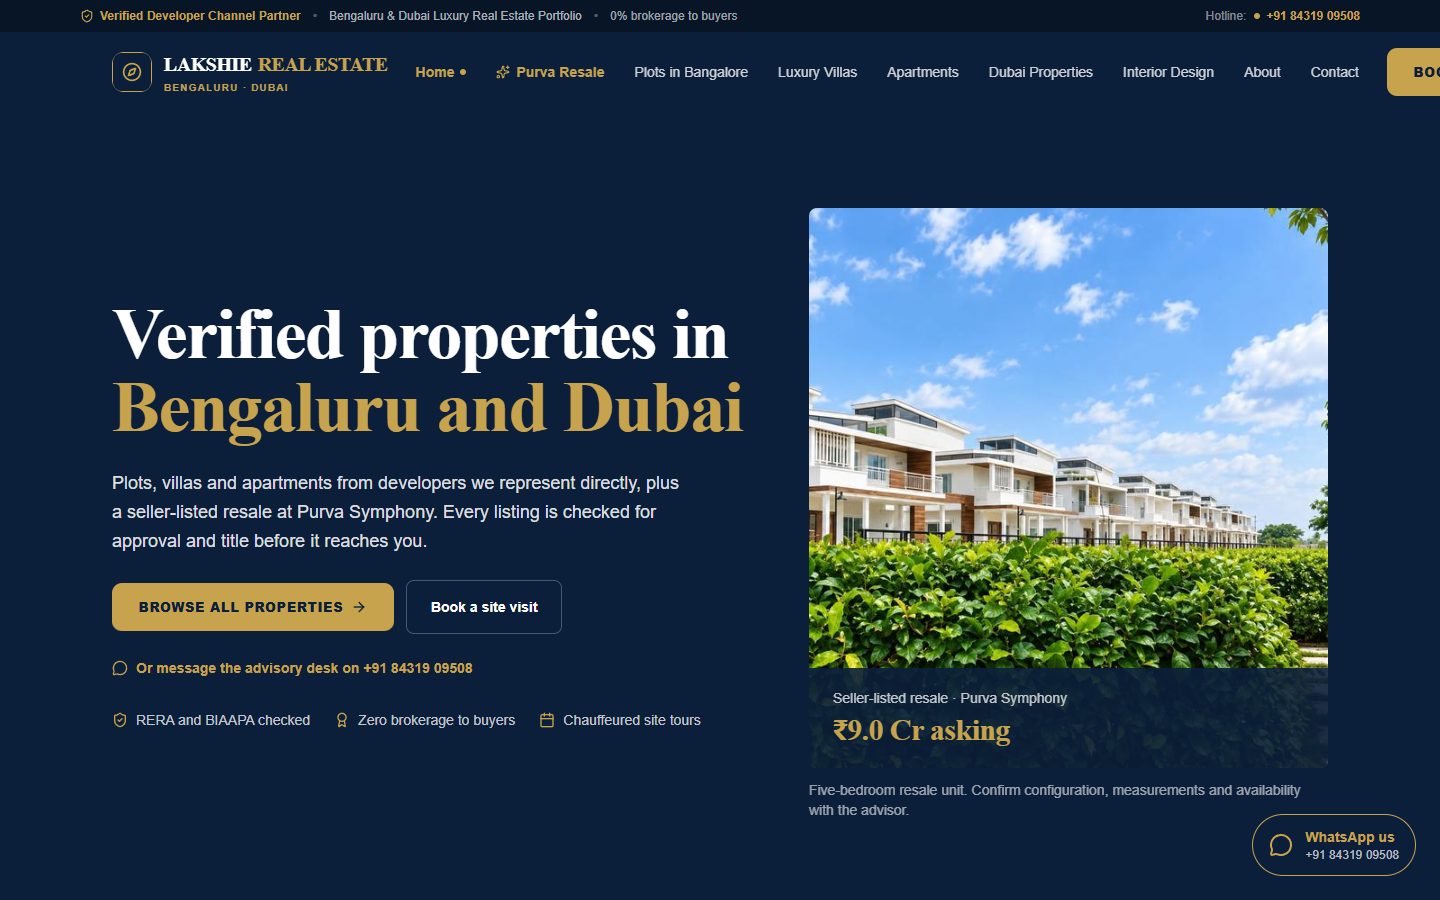 Verified Developer Channel Partner • Bengaluru & Dubai Luxury Real Estate Portfolio • 0% brokerage to buyers
Hotline: • +91 84319 09508
LAKSHIE REAL ESTATE
BENGALURU · DUBAI
Home •
Purva Resale
Plots in Bangalore
Luxury Villas
Apartments
Dubai Properties
Interior Design
About
Contact
Verified properties in
Bengaluru and Dubai
Plots, villas and apartments from developers we represent directly, plus
a seller-listed resale at Purva Symphony. Every listing is checked for
approval and title before it reaches you.
BROWSE ALL PROPERTIES →
Book a site visit
Or message the advisory desk on +91 84319 09508
RERA and BIAAPA checked
Zero brokerage to buyers
Chauffeured site tours
Seller-listed resale · Purva Symphony
₹9.0 Cr asking
Five-bedroom resale unit. Confirm configuration, measurements and availability
with the advisor.
WhatsApp us
+91 84319 09508